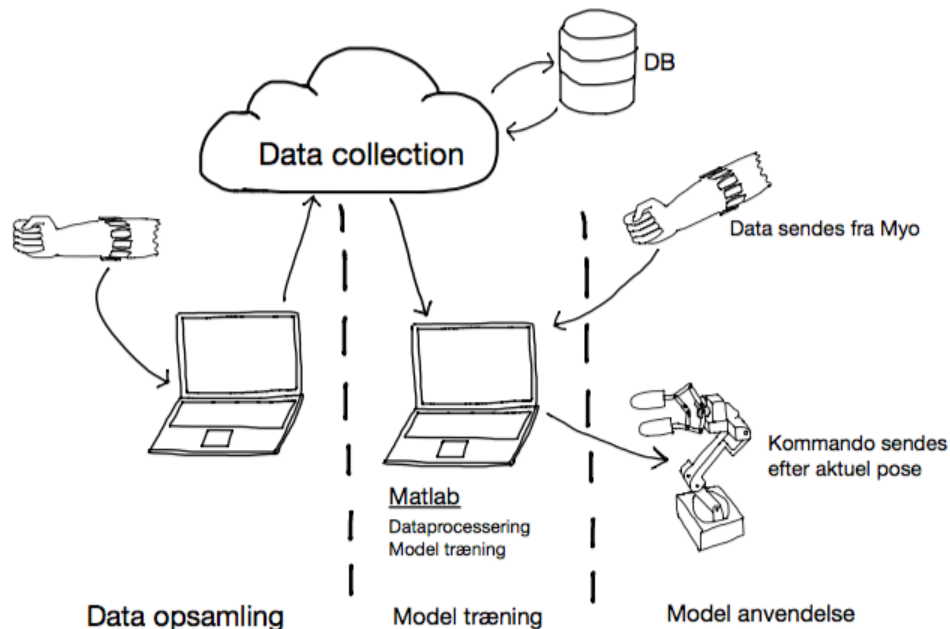 DB
Data collection
Data sendes fra Myo
Kommando sendes
efter aktuel pose
Matlab
Dataprocessering
Model træning
Data opsamling
Model træning
Model anvendelse